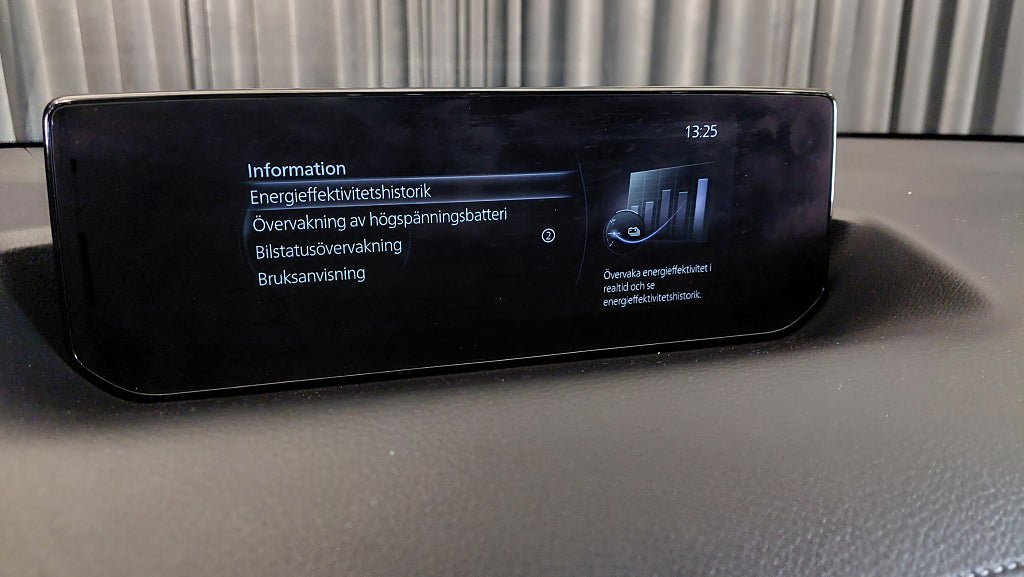 13:25
Information
Energieffektivitetshistorik
Övervakning av högspänningsbatteri
Bilstatusövervakning 2
Bruksanvisning
Övervaka energieffektivitet i
realtid och se
energieffektivitetshistorik.